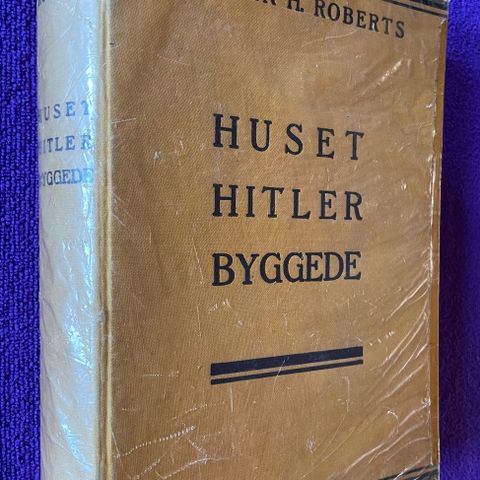 H. ROBERTS
HUSET
HITLER
BYGGEDE
HUSET
HITLER
BYGGEDE